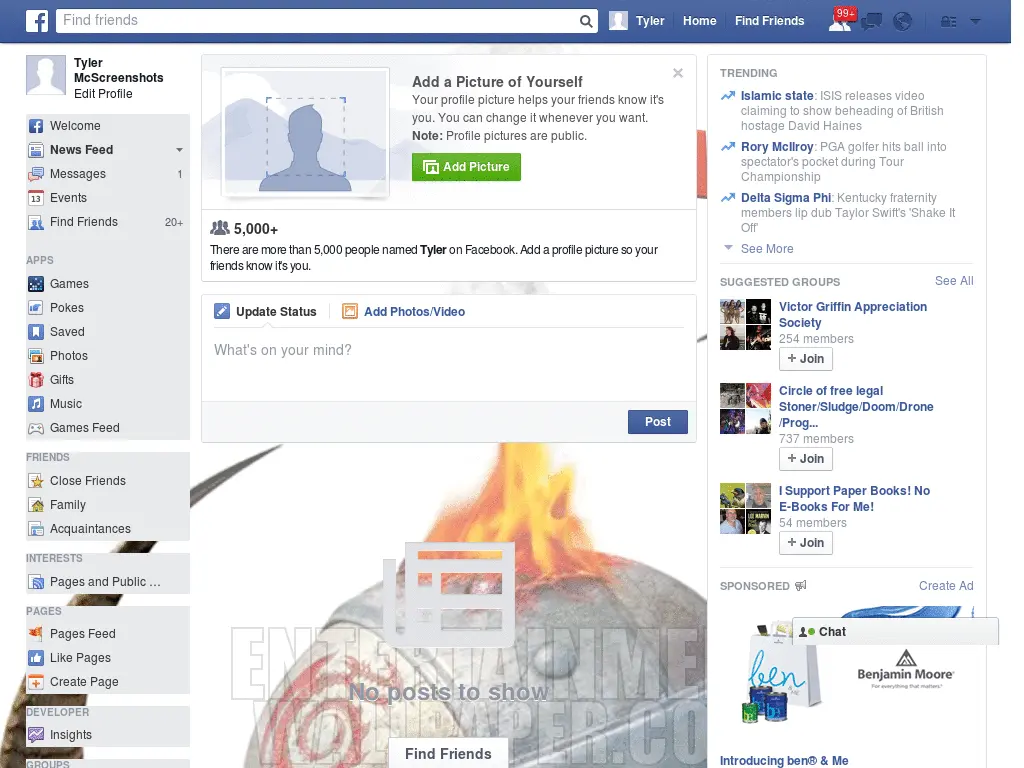 Find friends
Tyler
Home
Find Friends
99+
Tyler
McScreenshots
Edit Profile
Welcome
News Feed
Messages
1
13
Events
Find Friends
20+
APPS
Games
Pokes
Saved
Photos
Gifts
Music
Games Feed
FRIENDS
Close Friends
Family
Acquaintances
INTERESTS
Pages and Public ...
PAGES
Pages Feed
Like Pages
Create Page
DEVELOPER
Insights
GROUPS
Add a Picture of Yourself
Your profile picture helps your friends know it's
you. You can change it whenever you want.
Note: Profile pictures are public.
Add Picture
5,000+
There are more than 5,000 people named Tyler on Facebook. Add a profile picture so your
friends know it's you.
Update Status
Add Photos/Video
What's on your mind?
Post
No posts to show
Find Friends
TRENDING
Islamic state: ISIS releases video
claiming to show beheading of British
hostage David Haines
Rory McIlroy: PGA golfer hits ball into
spectator's pocket during Tour
Championship
Delta Sigma Phi: Kentucky fraternity
members lip dub Taylor Swift's 'Shake It
Off'
See More
SUGGESTED GROUPS
See All
Victor Griffin Appreciation
Society
254 members
+ Join
Circle of free legal
Stoner/Sludge/Doom/Drone
/Prog...
737 members
+ Join
I Support Paper Books! No
E-Books For Me!
54 members
+ Join
SPONSORED
Create Ad
Chat
ben
Benjamin Moore
For everything that matters.
Introducing ben® & Me